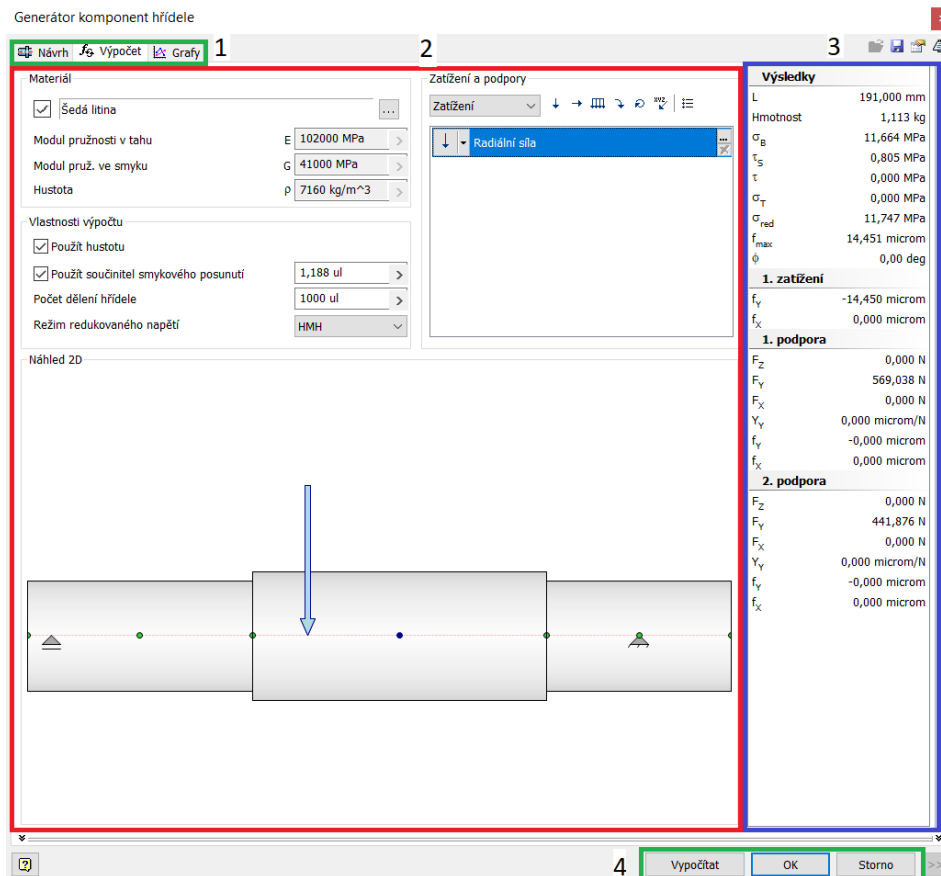 Generátor komponent hřídele
Návrh Výpočet Grafy 1 2 3
Materiál
Šedá litina ...
Modul pružnosti v tahu E 102000 MPa >
Modul pruž. ve smyku G 41000 MPa >
Hustota ρ 7160 kg/m^3 >
Vlastnosti výpočtu
Použít hustotu
Použít součinitel smykového posunutí 1,188 ul >
Počet dělení hřídele 1000 ul >
Režim redukovaného napětí HMH
Zatížení a podpory
Zatížení
Radiální síla ...
Náhled 2D
Výsledky
L 191,000 mm
Hmotnost 1,113 kg
σB 11,664 MPa
τS 0,805 MPa
τ 0,000 MPa
σT 0,000 MPa
σred 11,747 MPa
fmax 14,451 microm
ϕ 0,00 deg
1. zatížení
fY -14,450 microm
fX 0,000 microm
1. podpora
FZ 0,000 N
FY 569,038 N
FX 0,000 N
YY 0,000 microm/N
fY -0,000 microm
fX 0,000 microm
2. podpora
FZ 0,000 N
FY 441,876 N
FX 0,000 N
YY 0,000 microm/N
fY -0,000 microm
fX 0,000 microm
? 4 Vypočítat OK Storno >>